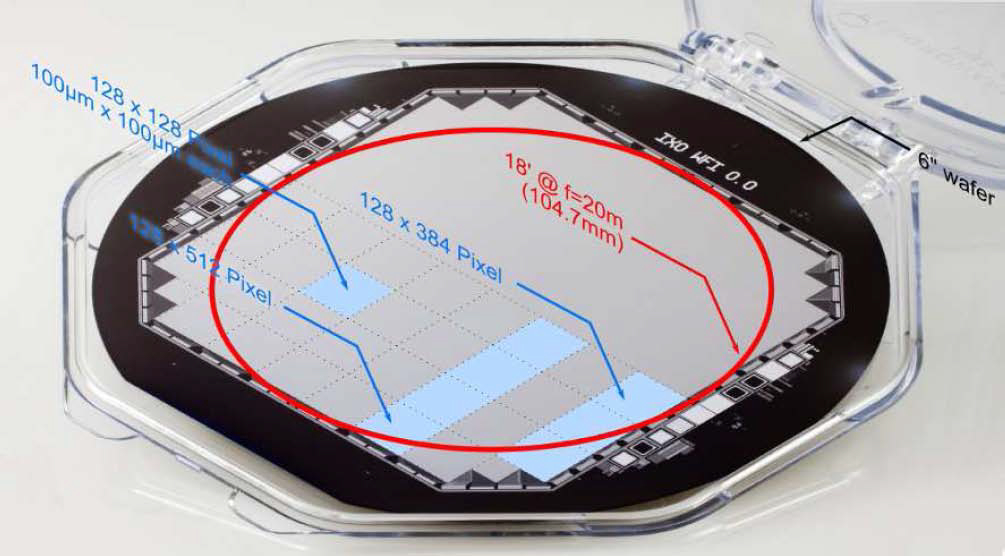 128 x 128 Pixel
100µm x 100µm
128 x 512 Pixel
128 x 384 Pixel
18' @ f=20m
(104.7mm)
IXO WFI 0.0
6" wafer